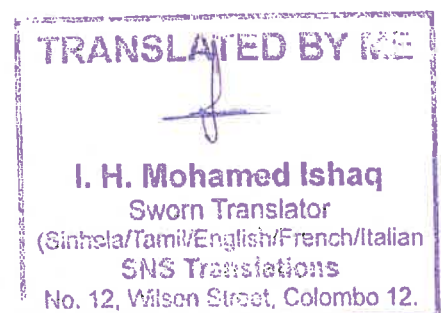 TRANSLATED BY ME
I. H. Mohamed Ishaq
Sworn Translator
(Sinhala/Tamil/English/French/Italian
SNS Translations
No. 12, Wilson Street, Colombo 12.